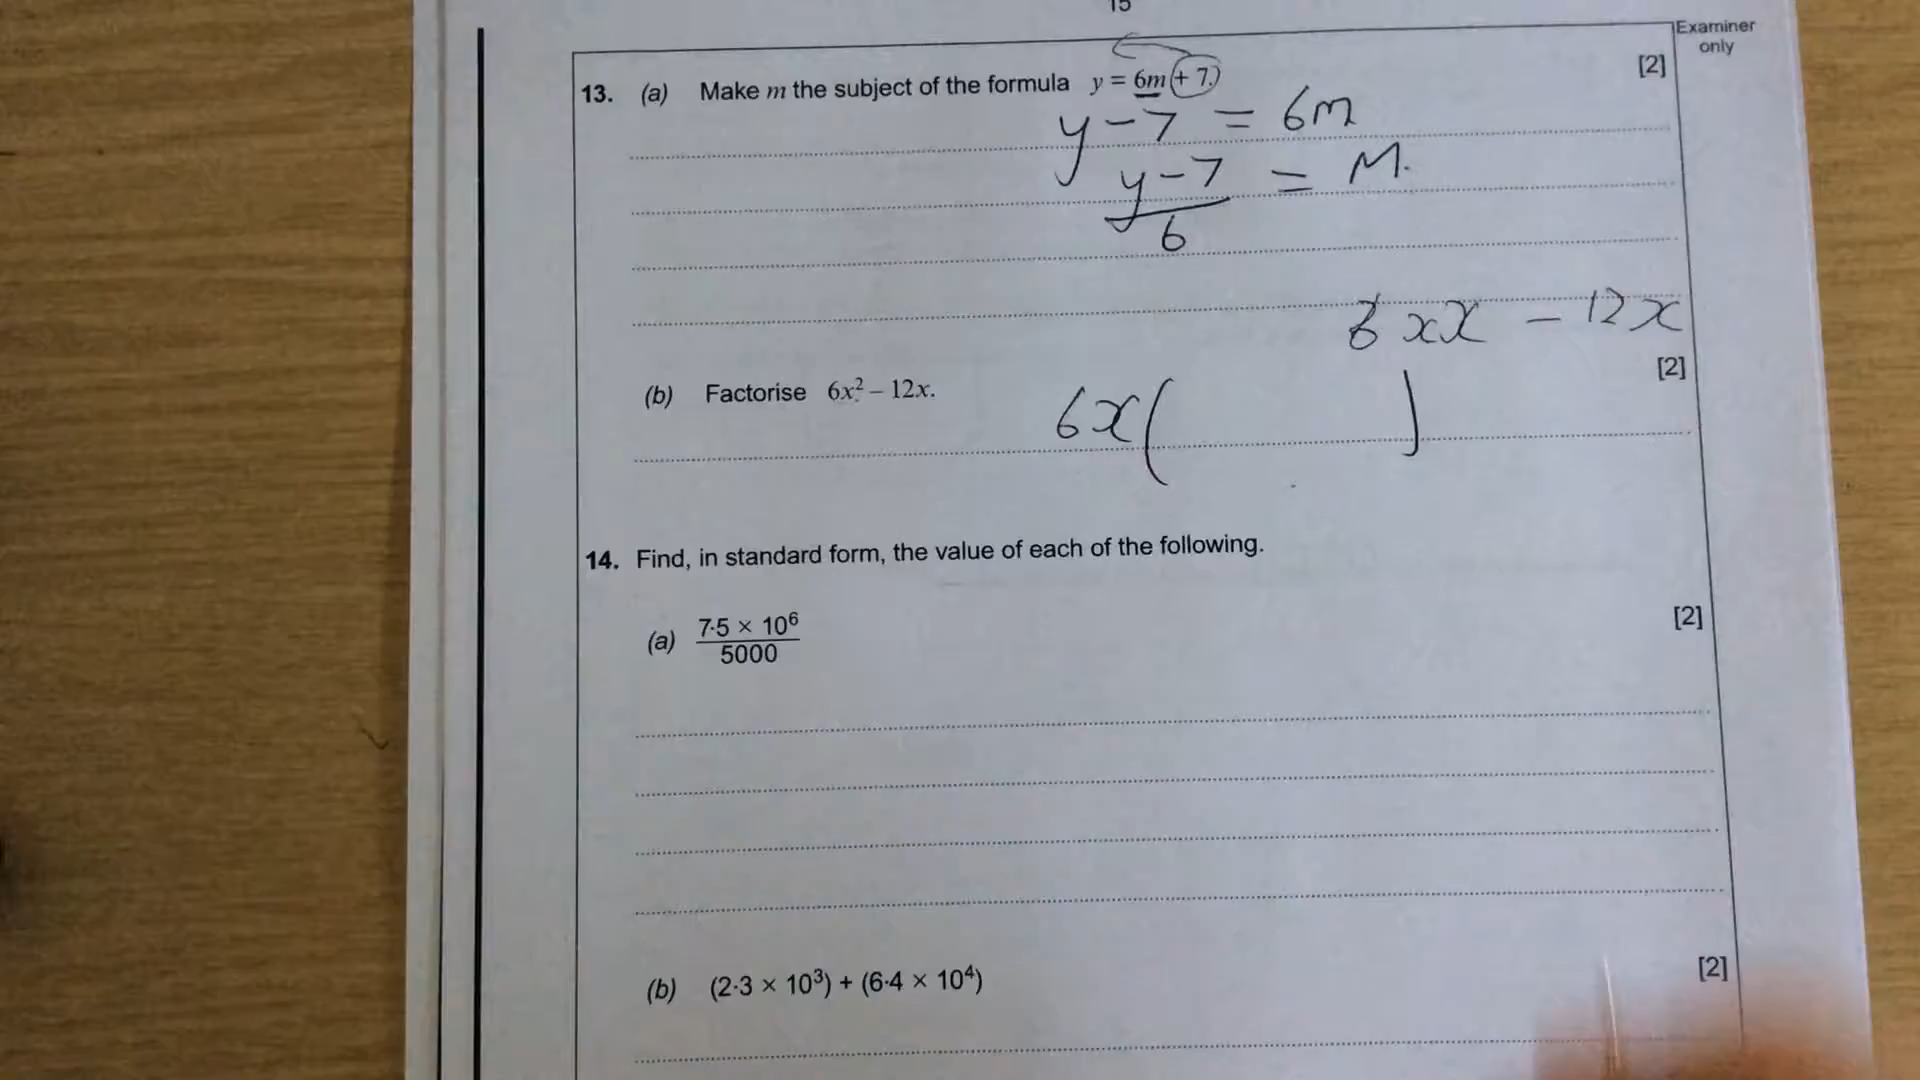 15
Examiner
only
13. (a) Make m the subject of the formula y = 6m + 7. [2]
y - 7 = 6m
y - 7 = M.
6
6 x x - 12 x
(b) Factorise 6x² – 12x. [2]
6x( )
14. Find, in standard form, the value of each of the following.
(a) 7·5 × 10⁶ [2]
5000
(b) (2·3 × 10³) + (6·4 × 10⁴) [2]